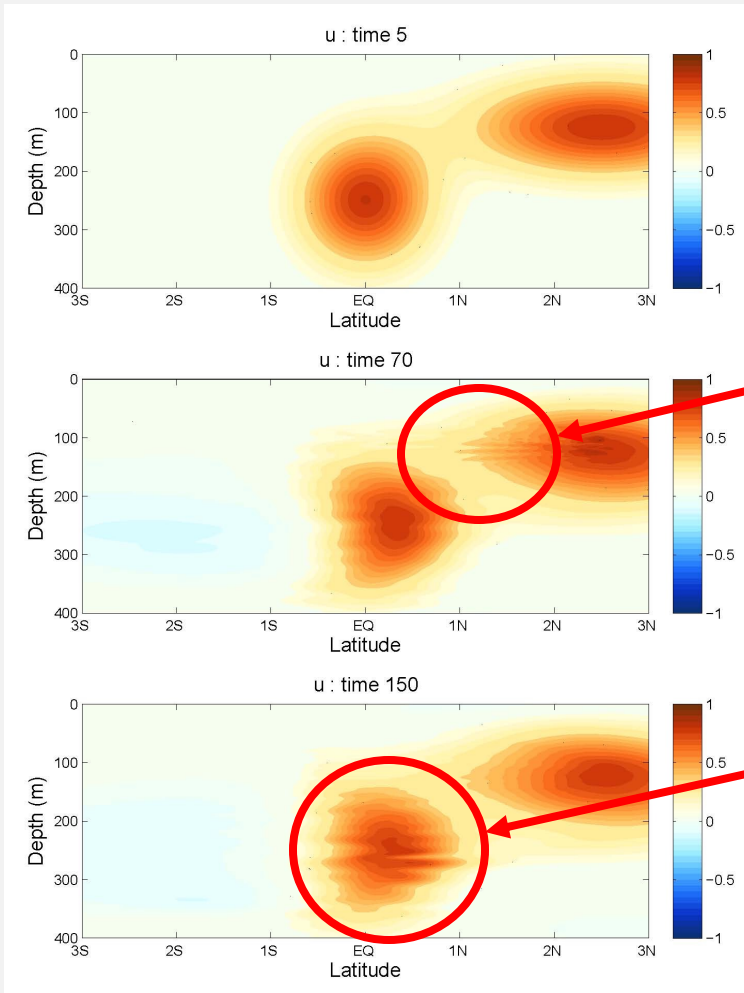 u : time 5
0
100
200
300
400
3S 2S 1S EQ 1N 2N 3N
Latitude
Depth (m)
1
0.5
0
−0.5
−1
u : time 70
0
100
200
300
400
3S 2S 1S EQ 1N 2N 3N
Latitude
Depth (m)
1
0.5
0
−0.5
−1
u : time 150
0
100
200
300
400
3S 2S 1S EQ 1N 2N 3N
Latitude
Depth (m)
1
0.5
0
−0.5
−1